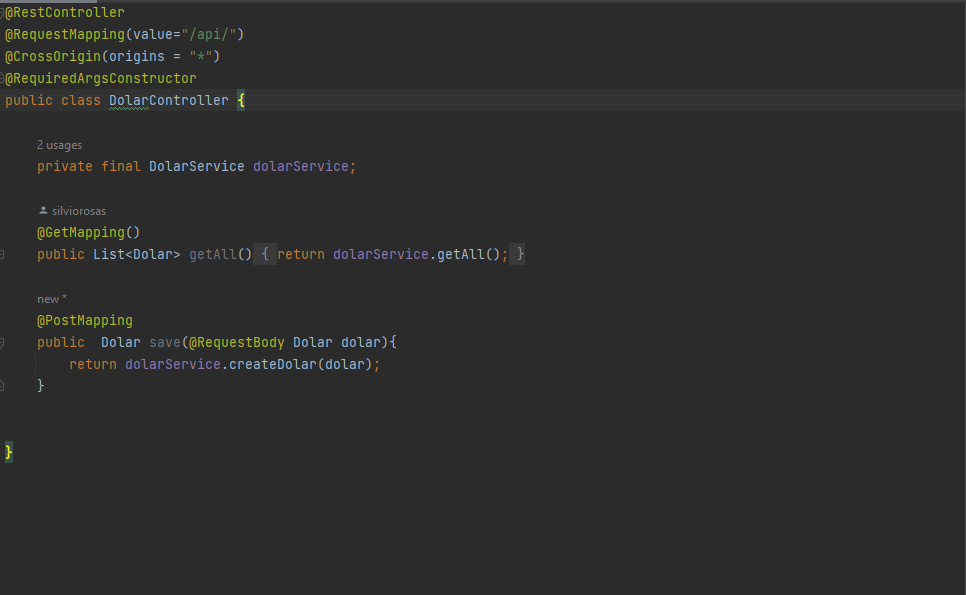 @RestController
@RequestMapping(value="/api/")
@CrossOrigin(origins = "*")
@RequiredArgsConstructor
public class DolarController {
2 usages
private final DolarService dolarService;
silviorosas
@GetMapping()
public List<Dolar> getAll() { return dolarService.getAll(); }
new *
@PostMapping
public  Dolar save(@RequestBody Dolar dolar){
return dolarService.createDolar(dolar);
}
}